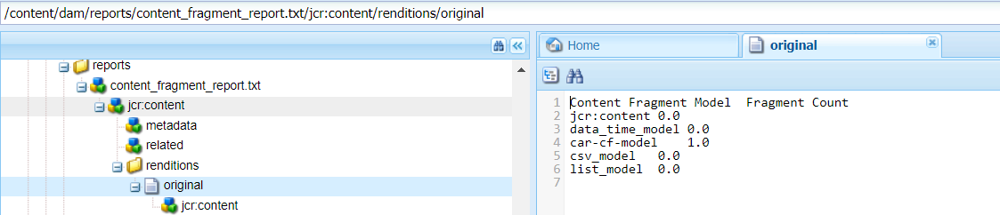 /content/dam/reports/content_fragment_report.txt/jcr:content/renditions/original
reports
content_fragment_report.txt
jcr:content
metadata
related
renditions
original
jcr:content
Home
original
1 Content Fragment Model  Fragment Count
2 jcr:content 0.0
3 data_time_model 0.0
4 car-cf-model    1.0
5 csv_model   0.0
6 list_model  0.0
7